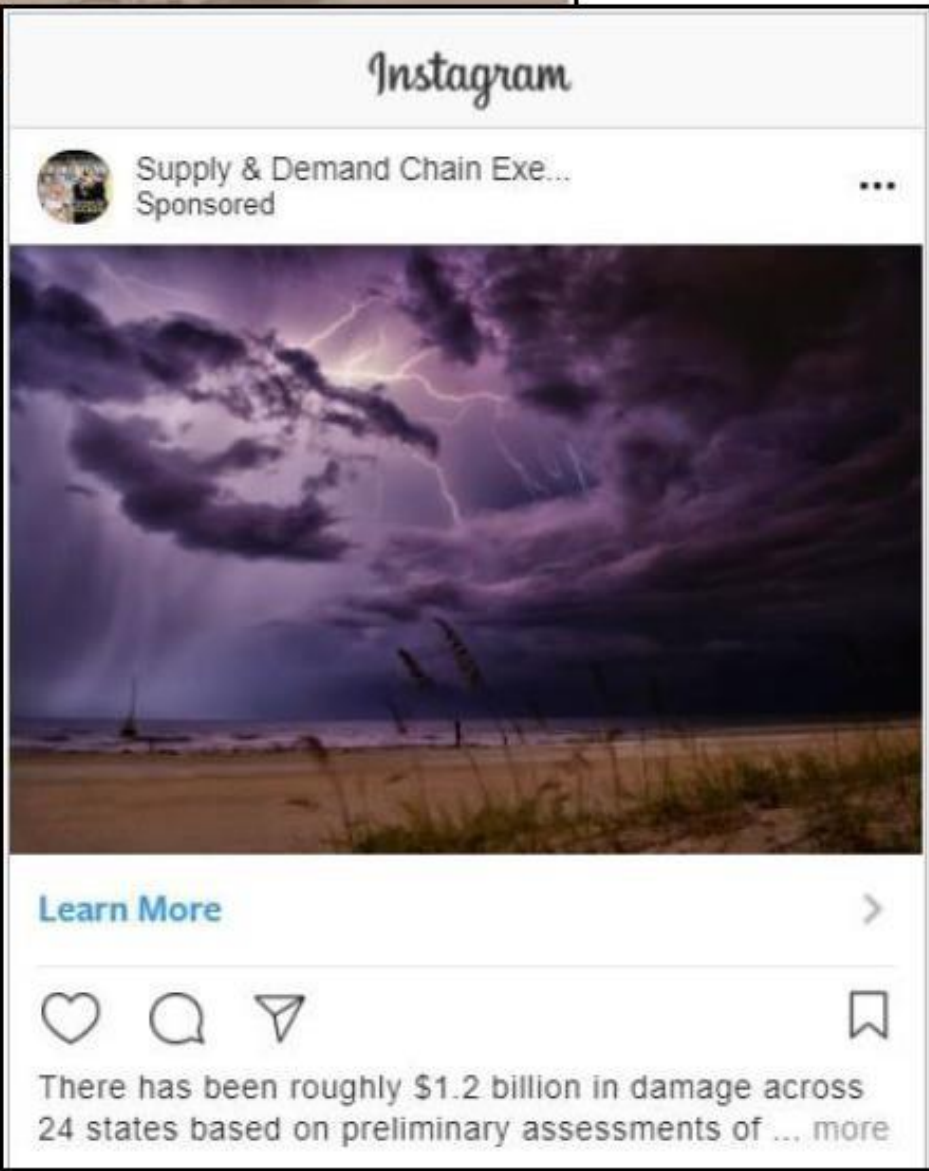 Instagram
Supply & Demand Chain Exe...
Sponsored
Learn More
There has been roughly $1.2 billion in damage across
24 states based on preliminary assessments of ... more